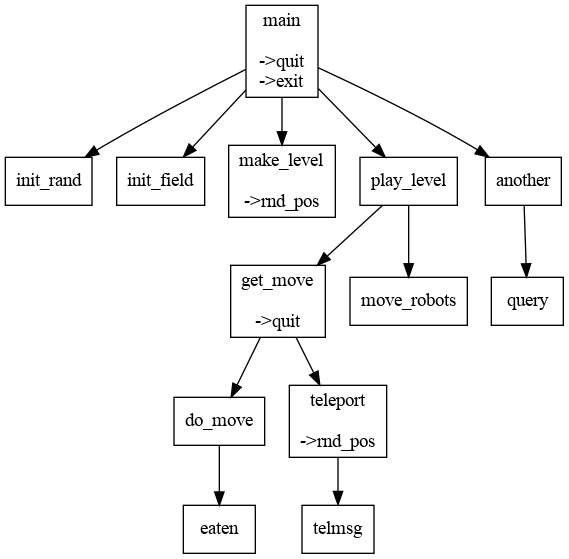 main
->quit
->exit
init_rand
init_field
make_level
->rnd_pos
play_level
another
get_move
->quit
move_robots
query
do_move
teleport
->rnd_pos
eaten
telmsg